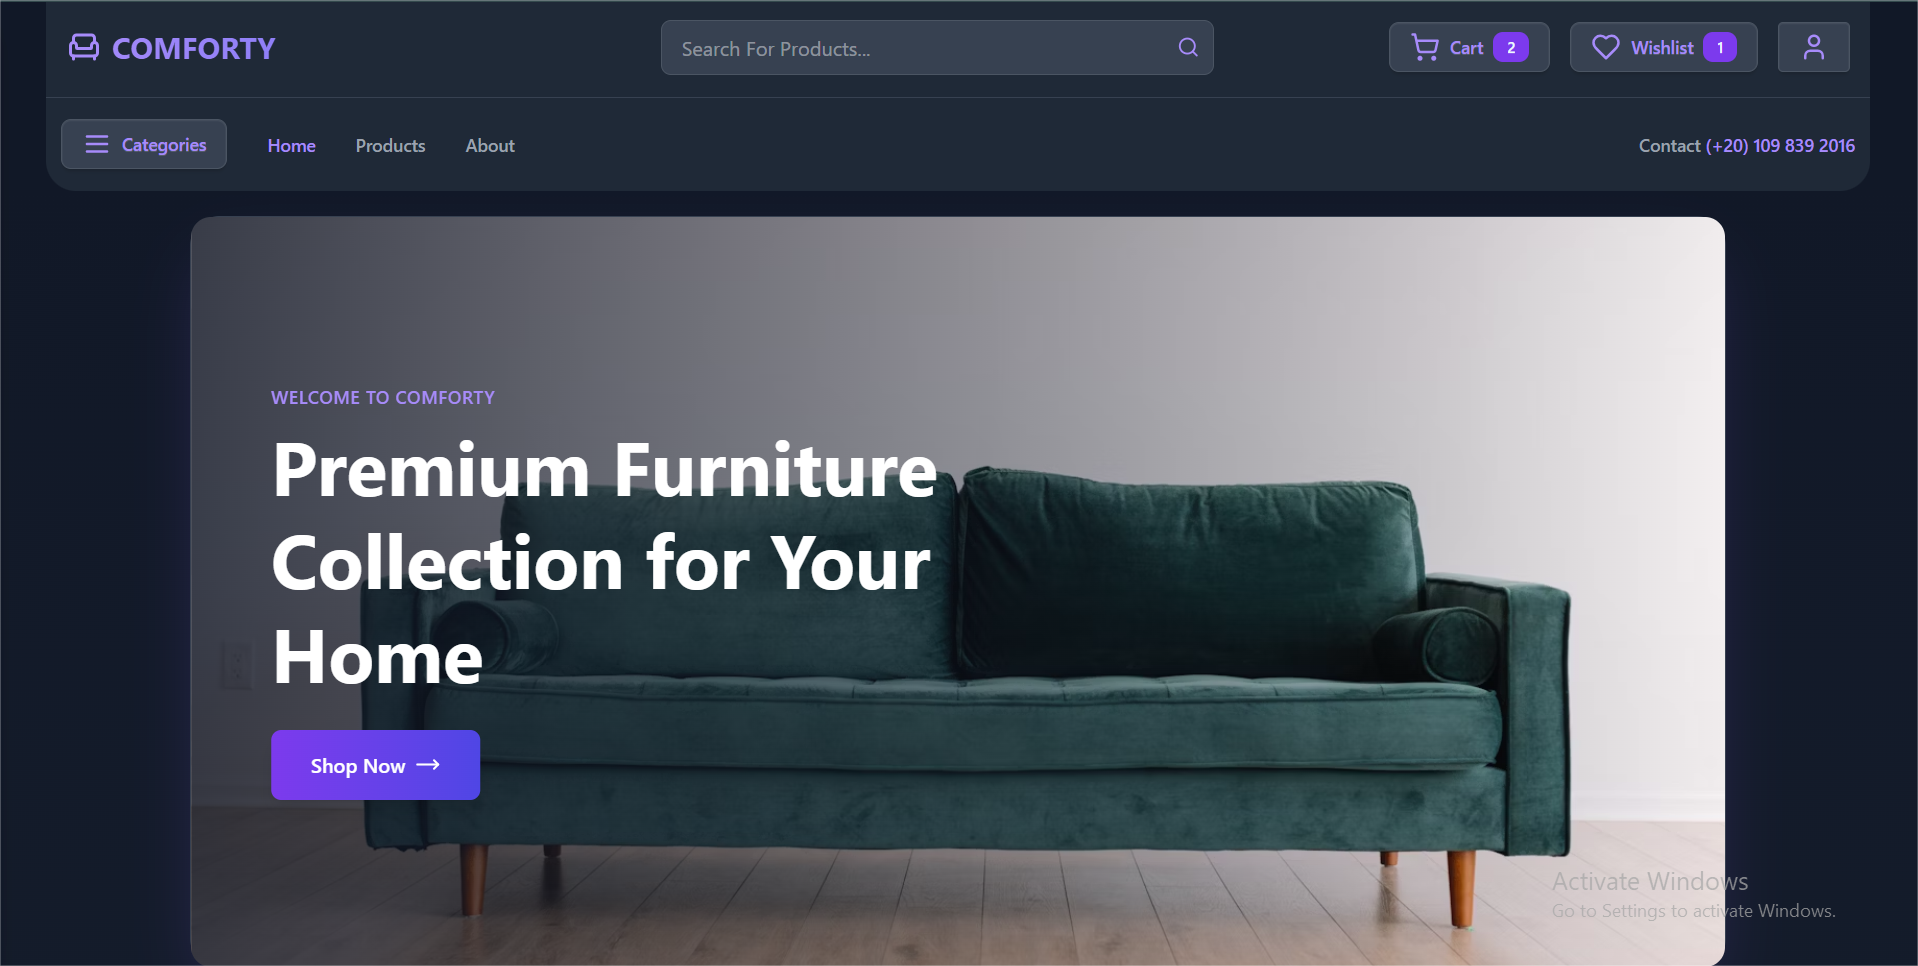 COMFORTY
Search For Products...
Cart 2
Wishlist 1
Categories
Home
Products
About
Contact (+20) 109 839 2016
WELCOME TO COMFORTY
Premium Furniture
Collection for Your
Home
Shop Now
Activate Windows
Go to Settings to activate Windows.